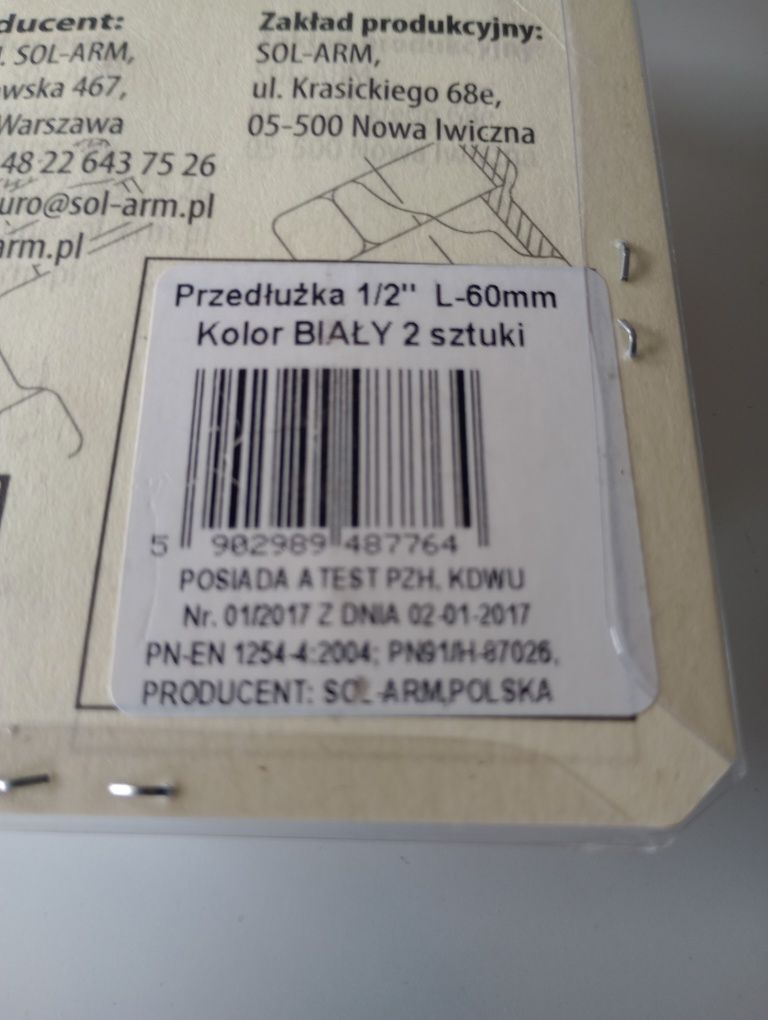 ducent:
SOL-ARM,
wska 467,
Warszawa
48 22 643 75 26
uro@sol-arm.pl
arm.pl
Zakład produkcyjny:
SOL-ARM,
ul. Krasickiego 68e,
05-500 Nowa Iwiczna
Przedłużka 1/2" L-60mm
Kolor BIAŁY 2 sztuki
5 902989 487764
POSIADA ATEST PZH, KDWU
Nr. 01/2017 Z DNIA 02-01-2017
PN-EN 1254-4:2004; PN91/H-87026,
PRODUCENT: SOL-ARM,POLSKA